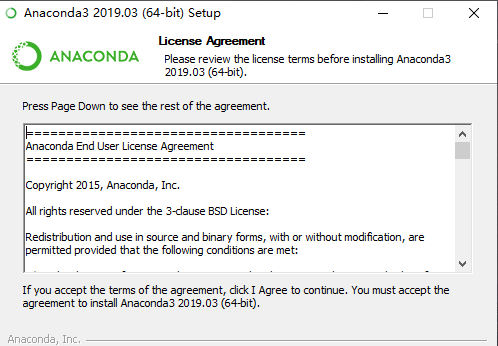 Anaconda3 2019.03 (64-bit) Setup
ANACONDA
License Agreement
Please review the license terms before installing Anaconda3
2019.03 (64-bit).
Press Page Down to see the rest of the agreement.
===================================
Anaconda End User License Agreement
===================================
Copyright 2015, Anaconda, Inc.
All rights reserved under the 3-clause BSD License:
Redistribution and use in source and binary forms, with or without modification, are
permitted provided that the following conditions are met:
If you accept the terms of the agreement, click I Agree to continue. You must accept the
agreement to install Anaconda3 2019.03 (64-bit).
Anaconda, Inc.